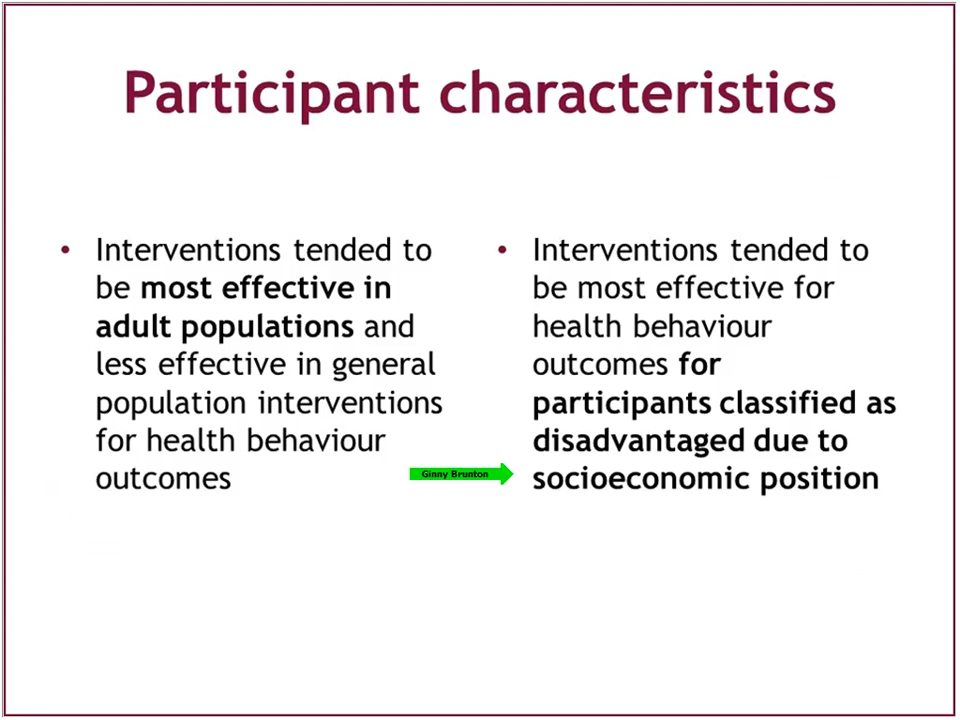 Participant characteristics
• Interventions tended to
be most effective in
adult populations and
less effective in general
population interventions
for health behaviour
outcomes
• Interventions tended to
be most effective for
health behaviour
outcomes for
participants classified as
disadvantaged due to
socioeconomic position
Ginny Brunton